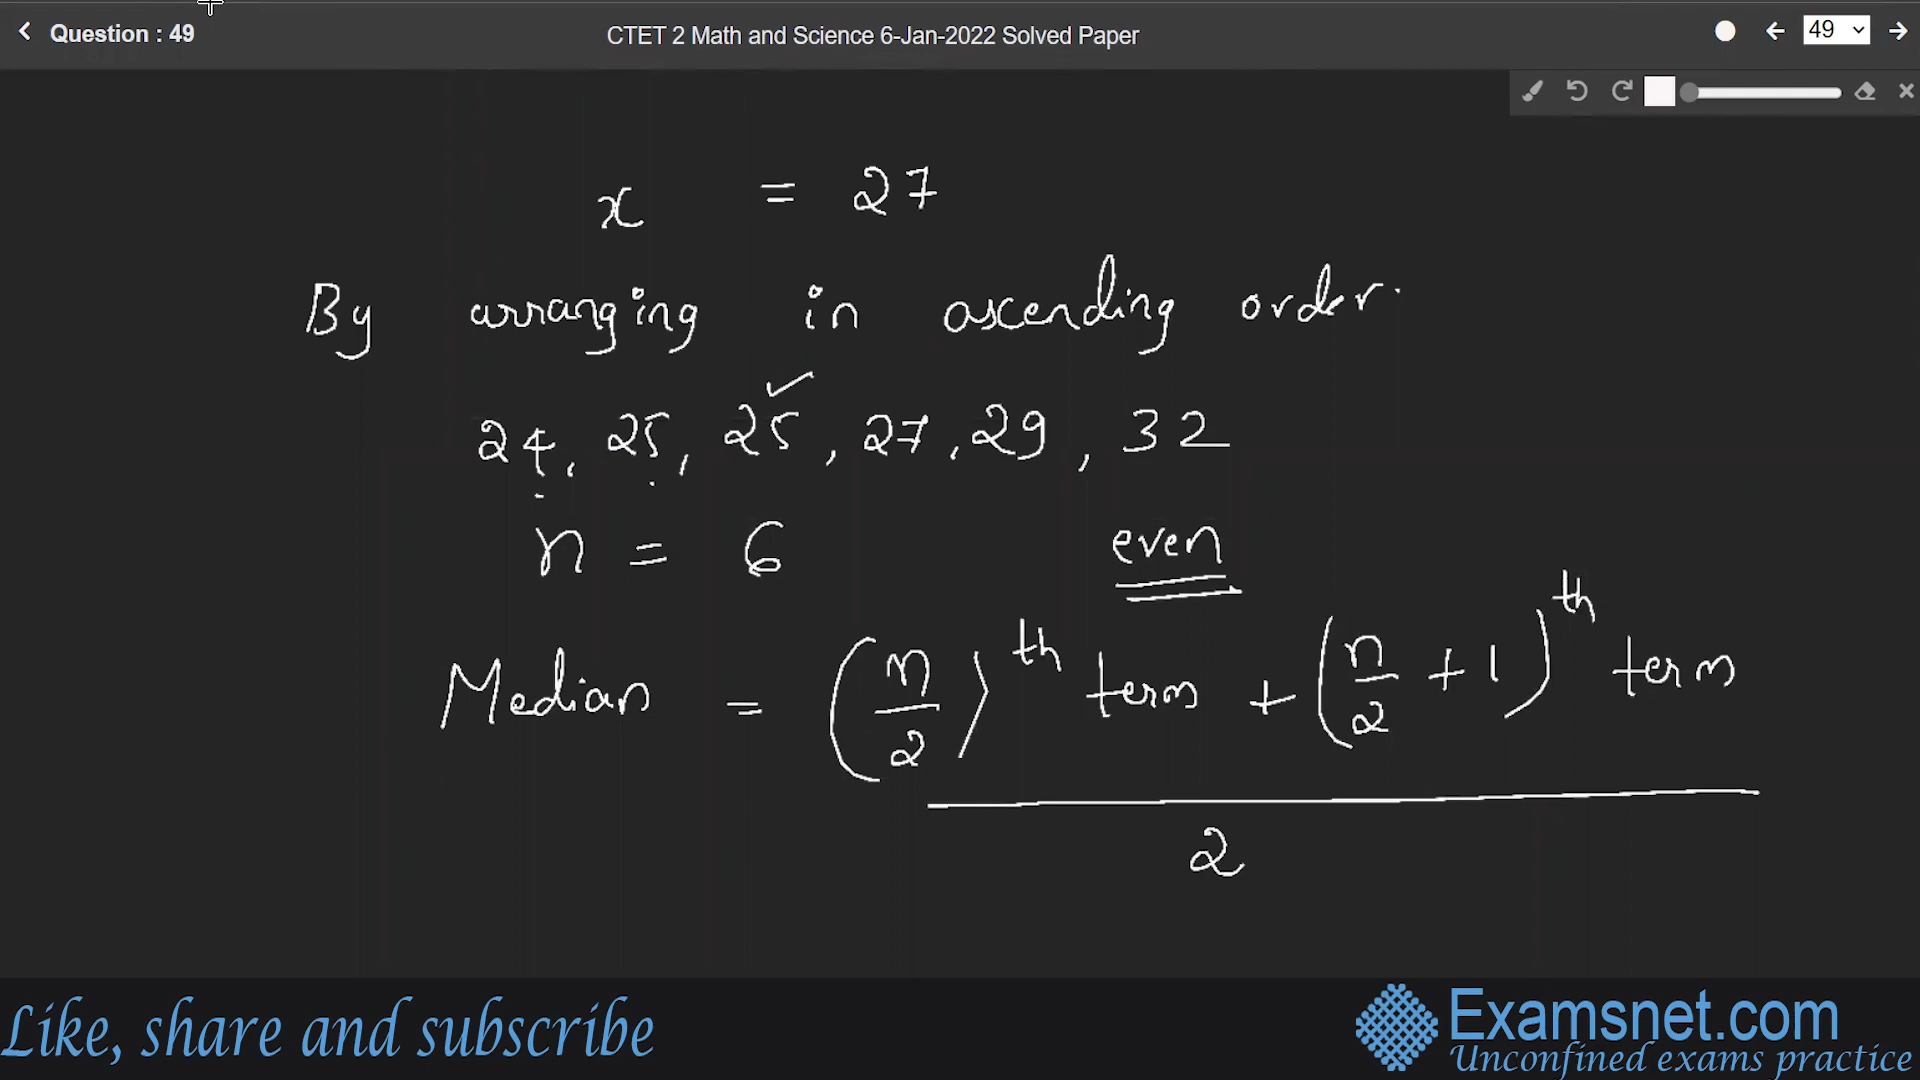 Question : 49
CTET 2 Math and Science 6-Jan-2022 Solved Paper
49
x = 27
By arranging in ascending order.
24, 25, 25, 27, 29, 32
n = 6 even
Median = (n/2)th term + (n/2 + 1)th term
2
Like, share and subscribe
Examsnet.com
Unconfined exams practice